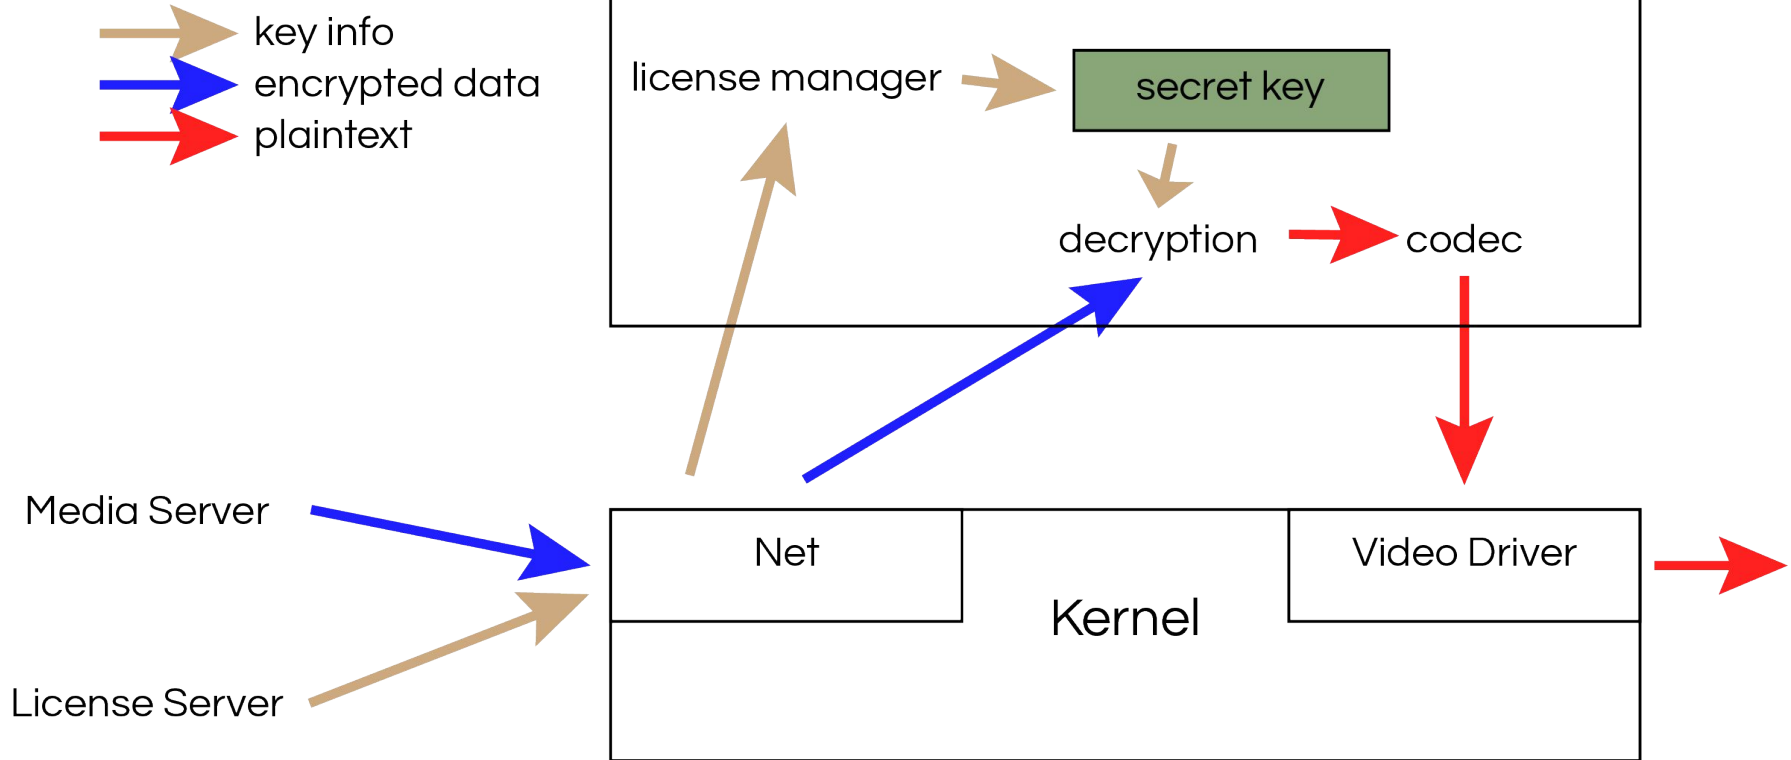 key info
encrypted data
plaintext
license manager
secret key
decryption
codec
Media Server
License Server
Net
Kernel
Video Driver